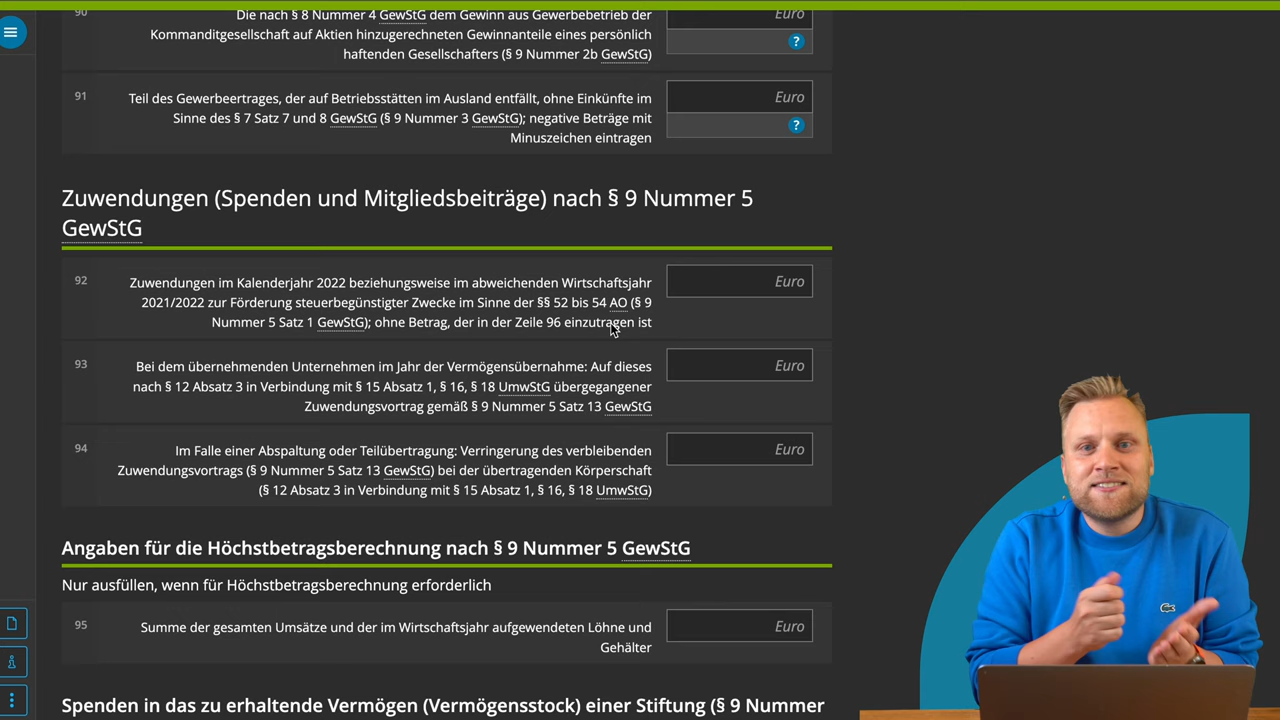 90
Die nach § 8 Nummer 4 GewStG dem Gewinn aus Gewerbebetrieb der
Kommanditgesellschaft auf Aktien hinzugerechneten Gewinnanteile eines persönlich
haftenden Gesellschafters (§ 9 Nummer 2b GewStG)
Euro
?
91
Teil des Gewerbeertrages, der auf Betriebsstätten im Ausland entfällt, ohne Einkünfte im
Sinne des § 7 Satz 7 und 8 GewStG (§ 9 Nummer 3 GewStG); negative Beträge mit
Minuszeichen eintragen
Euro
?
Zuwendungen (Spenden und Mitgliedsbeiträge) nach § 9 Nummer 5
GewStG
92
Zuwendungen im Kalenderjahr 2022 beziehungsweise im abweichenden Wirtschaftsjahr
2021/2022 zur Förderung steuerbegünstigter Zwecke im Sinne der §§ 52 bis 54 AO (§ 9
Nummer 5 Satz 1 GewStG); ohne Betrag, der in der Zeile 96 einzutragen ist
Euro
93
Bei dem übernehmenden Unternehmen im Jahr der Vermögensübernahme: Auf dieses
nach § 12 Absatz 3 in Verbindung mit § 15 Absatz 1, § 16, § 18 UmwStG übergegangener
Zuwendungsvortrag gemäß § 9 Nummer 5 Satz 13 GewStG
Euro
94
Im Falle einer Abspaltung oder Teilübertragung: Verringerung des verbleibenden
Zuwendungsvortrags (§ 9 Nummer 5 Satz 13 GewStG) bei der übertragenden Körperschaft
(§ 12 Absatz 3 in Verbindung mit § 15 Absatz 1, § 16, § 18 UmwStG)
Euro
Angaben für die Höchstbetragsberechnung nach § 9 Nummer 5 GewStG
Nur ausfüllen, wenn für Höchstbetragsberechnung erforderlich
95
Summe der gesamten Umsätze und der im Wirtschaftsjahr aufgewendeten Löhne und
Gehälter
Euro
Spenden in das zu erhaltende Vermögen (Vermögensstock) einer Stiftung (§ 9 Nummer